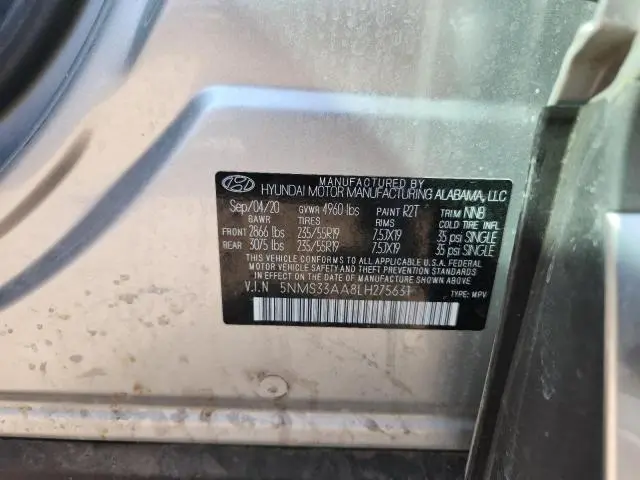 MANUFACTURED BY
HYUNDAI MOTOR MANUFACTURING ALABAMA, LLC
Sep/04/20 GVWR 4960 lbs PAINT R2T TRIM NNB
GAWR TIRES RIMS COLD TIRE INFL
FRONT 2866 lbs 235/55R19 7.5JX19 35 psi SINGLE
REAR 3075 lbs 235/55R19 7.5JX19 35 psi SINGLE
THIS VEHICLE CONFORMS TO ALL APPLICABLE FEDERAL
MOTOR VEHICLE SAFETY, BUMPER, AND THEFT PREVENTION
STANDARDS IN EFFECT ON THE DATE OF MANUFACTURE SHOWN ABOVE.
V.I.N 5NMS33AA8LH275631 TYPE: MPV